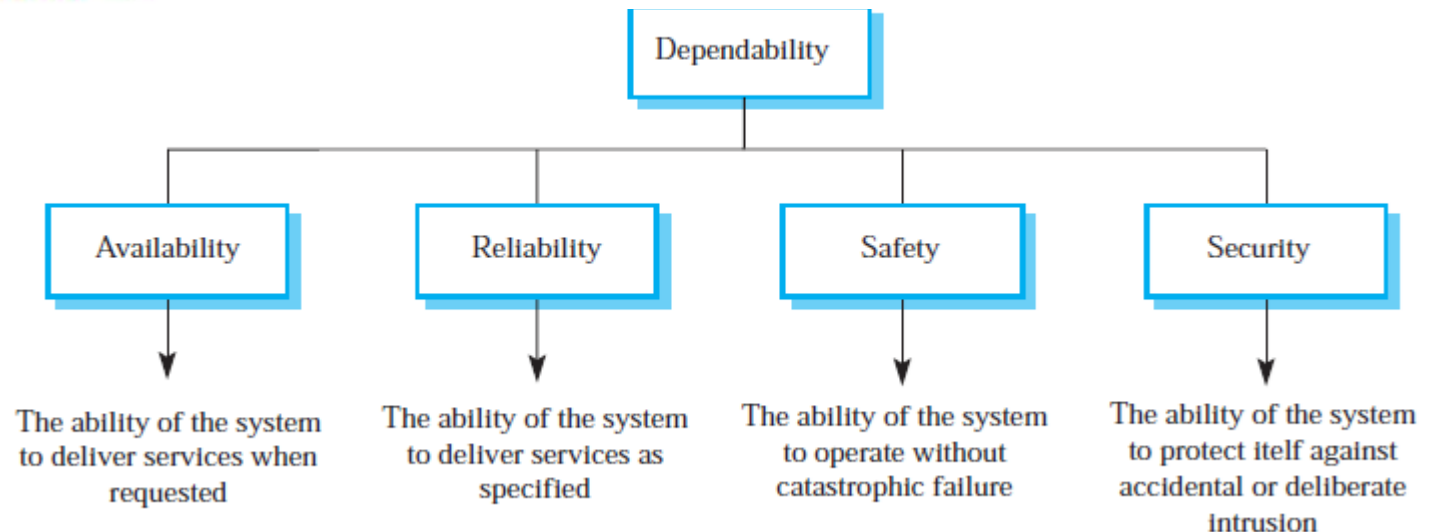 Dependability
Availability
Reliability
Safety
Security
The ability of the system
to deliver services when
requested
The ability of the system
to deliver services as
specified
The ability of the system
to operate without
catastrophic failure
The ability of the system
to protect itelf against
accidental or deliberate
intrusion